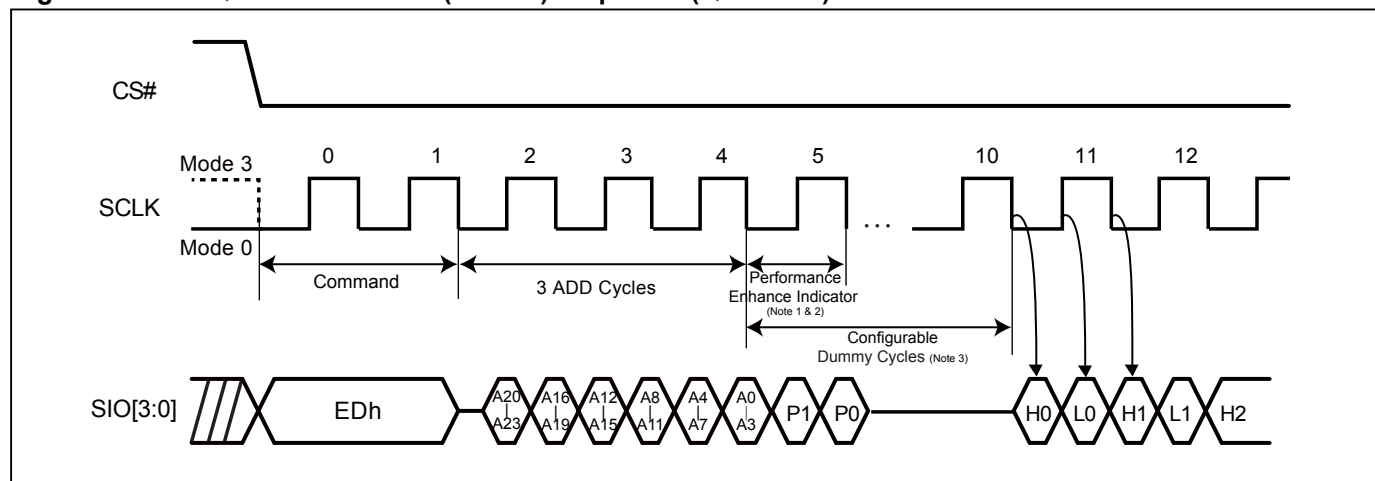 CS#
Mode 3
0 1 2 3 4 5 10 11 12
SCLK
...
Mode 0
Command
3 ADD Cycles
Performance
Enhance Indicator
(Note 1 & 2)
Configurable
Dummy Cycles (Note 3)
SIO[3:0]
EDh
A20 | A23
A16 | A19
A12 | A15
A8 | A11
A4 | A7
A0 | A3
P1 P0
H0 L0 H1 L1 H2